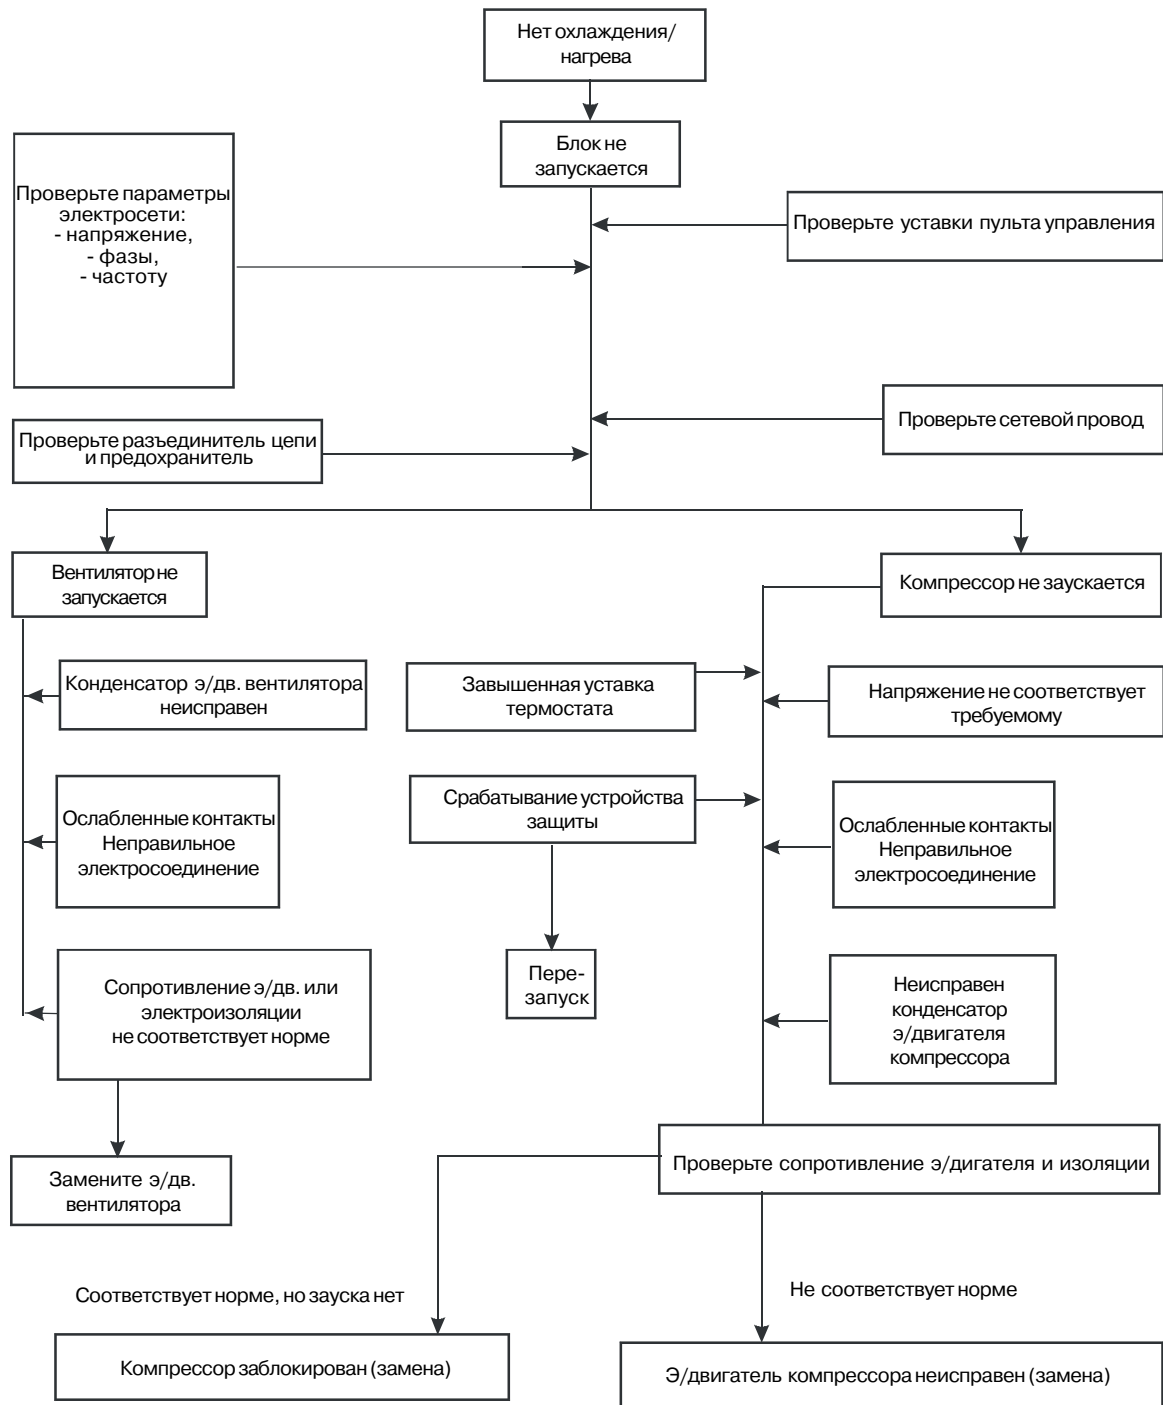 Нет охлаждения/
нагрева
Блок не
запускается
Проверьте параметры
электросети:
- напряжение,
- фазы,
- частоту
Проверьте уставки пульта управления
Проверьте сетевой провод
Проверьте разъединитель цепи
и предохранитель
Вентилятор не
запускается
Компрессор не заускается
Конденсатор э/дв. вентилятора
неисправен
Завышенная уставка
термостата
Напряжение не соответствует
требуемому
Срабатывание устройства
защиты
Ослабленные контакты
Неправильное
электросоединение
Ослабленные контакты
Неправильное
электросоединение
Сопротивление э/дв. или
электроизоляции
не соответствует норме
Пере-
запуск
Неисправен
конденсатор
э/двигателя
компрессора
Проверьте сопротивление э/дигателя и изоляции
Замените э/дв.
вентилятора
Соответствует норме, но зауска нет
Не соответствует норме
Компрессор заблокирован (замена)
Э/двигатель компрессора неисправен (замена)